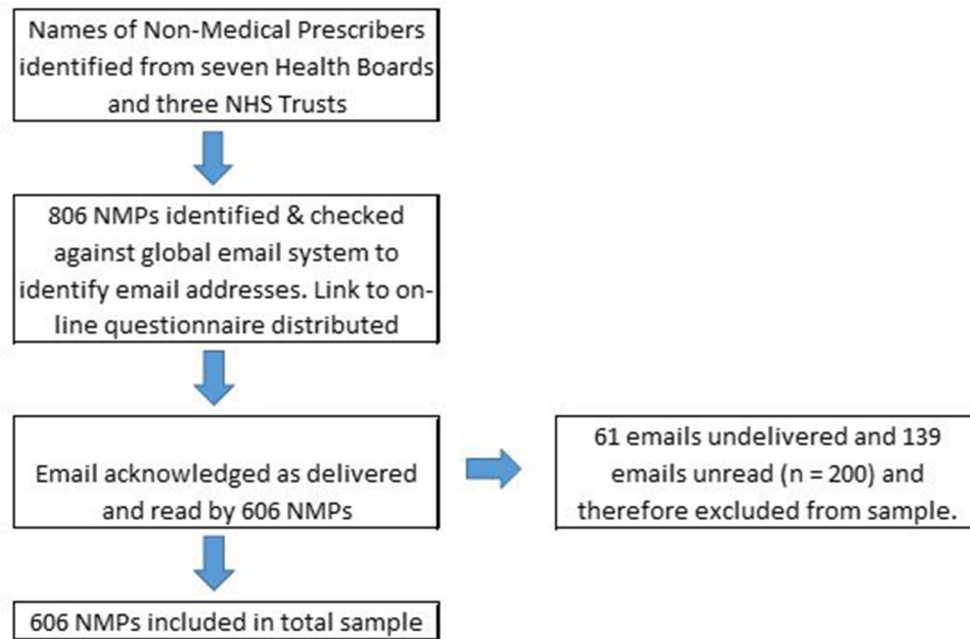 Names of Non-Medical Prescribers
identified from seven Health Boards
and three NHS Trusts
806 NMPs identified & checked
against global email system to
identify email addresses. Link to on-
line questionnaire distributed
Email acknowledged as delivered
and read by 606 NMPs
61 emails undelivered and 139
emails unread (n = 200) and
therefore excluded from sample.
606 NMPs included in total sample